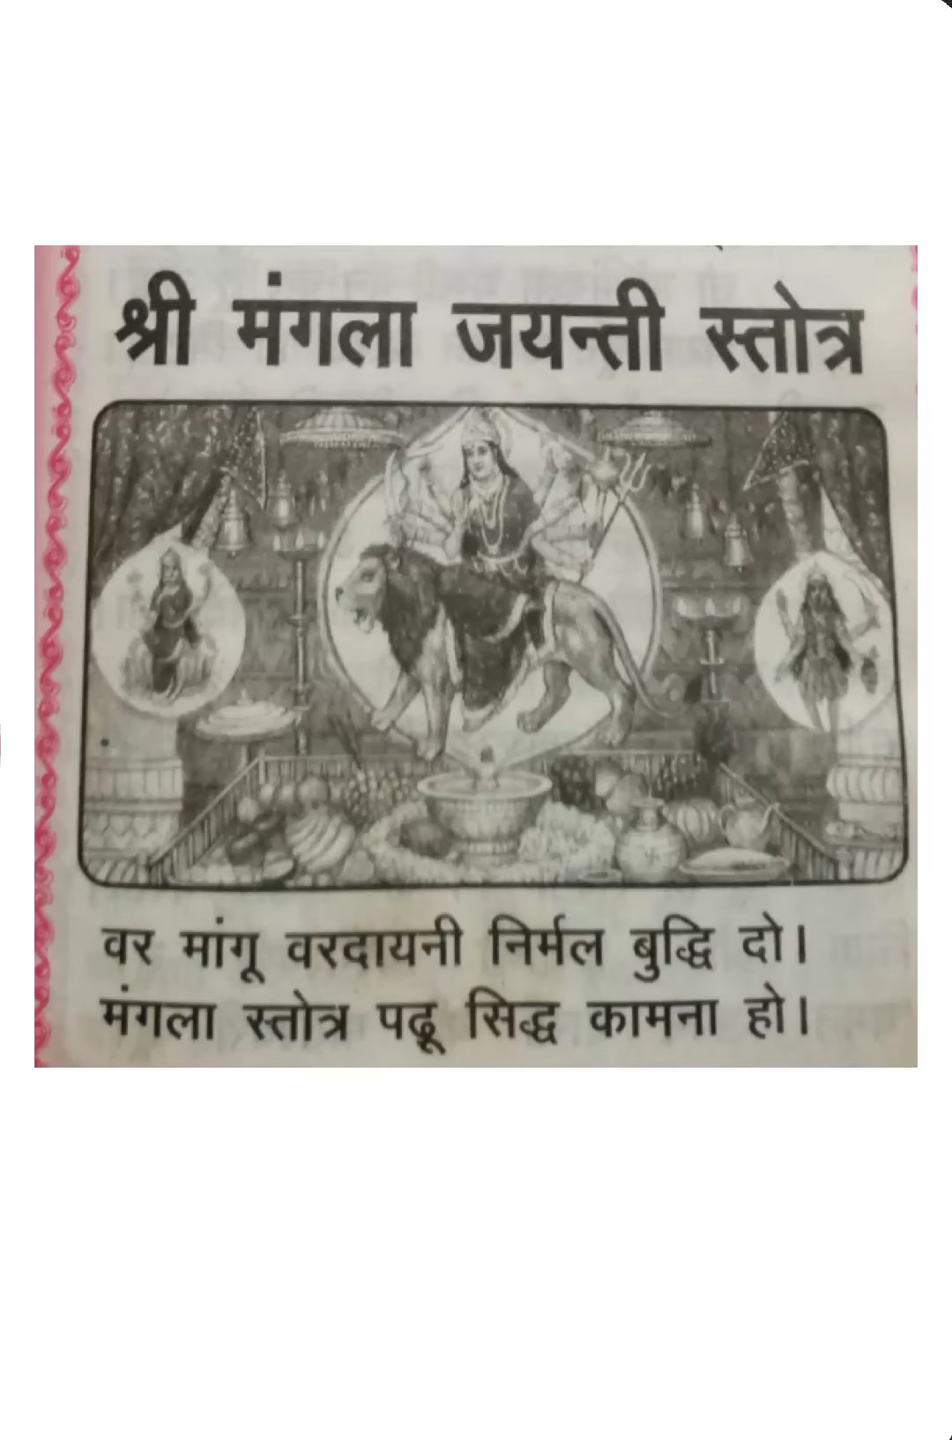 श्री मंगला जयन्ती स्तोत्र
वर मांगू वरदायनी निर्मल बुद्धि दो।
मंगला स्तोत्र पढू सिद्ध कामना हो।